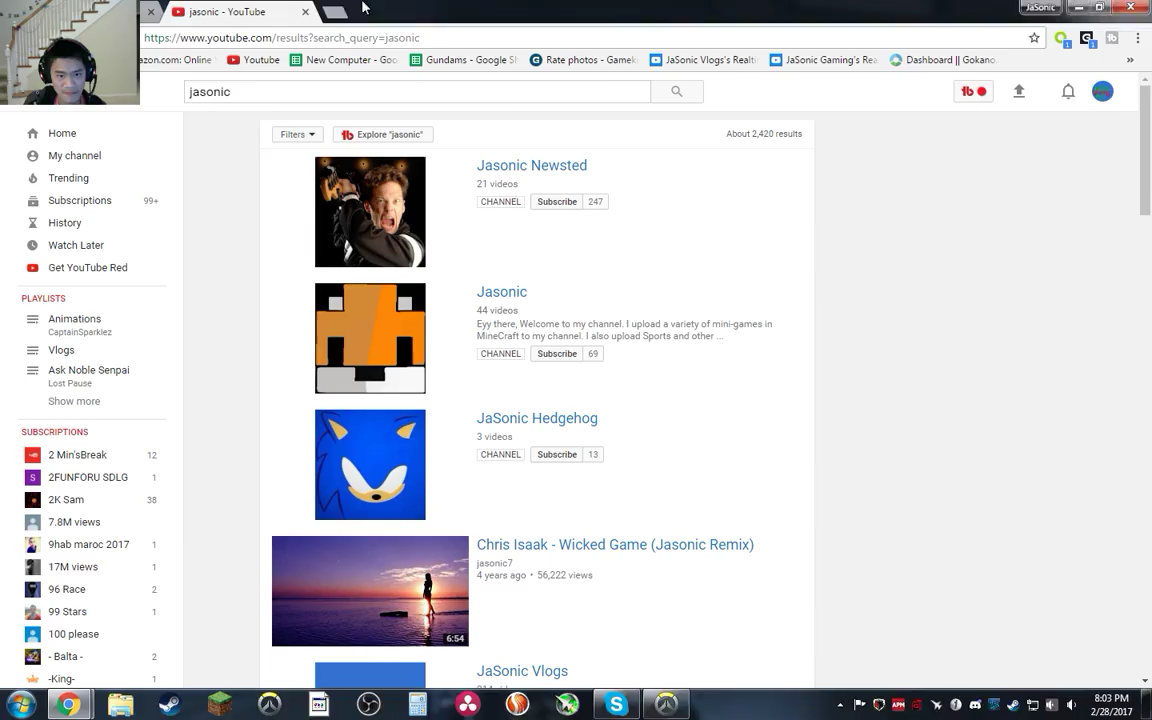 jasonic - YouTube
JaSonic
https://www.youtube.com/results?search_query=jasonic
azon.com: Online
Youtube
New Computer - Goo
Gundams - Google Sh
Rate photos - Gamek
JaSonic Vlogs's Realti
JaSonic Gaming's Rea
Dashboard || Gokano
jasonic
Home
My channel
Trending
Subscriptions 99+
History
Watch Later
Get YouTube Red
PLAYLISTS
Animations
CaptainSparklez
Vlogs
Ask Noble Senpai
Lost Pause
Show more
SUBSCRIPTIONS
2 Min'sBreak 12
2FUNFORU SDLG 1
2K Sam 38
7.8M views
9hab maroc 2017 1
17M views 1
96 Race 2
99 Stars 1
100 please
- Balta - 2
-King- 1
Filters
Explore "jasonic"
About 2,420 results
Jasonic Newsted
21 videos
CHANNEL Subscribe 247
Jasonic
44 videos
Eyy there, Welcome to my channel. I upload a variety of mini-games in
MineCraft to my channel. I also upload Sports and other ...
CHANNEL Subscribe 69
JaSonic Hedgehog
3 videos
CHANNEL Subscribe 13
Chris Isaak - Wicked Game (Jasonic Remix)
jasonic7
4 years ago • 56,222 views
6:54
JaSonic Vlogs
8:03 PM
2/28/2017